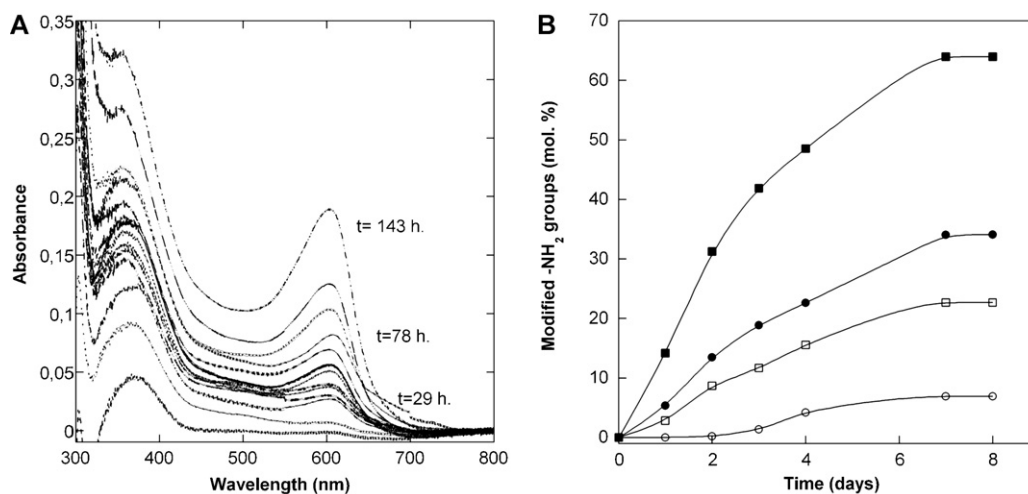 A
0,35
0,3
0,25
0,2
0,15
0,1
0,05
0
Absorbance
300 400 500 600 700 800
Wavelength (nm)
t= 143 h.
t=78 h.
t=29 h.
B
70
60
50
40
30
20
10
0
Modified -NH2 groups (mol. %)
0 2 4 6 8
Time (days)